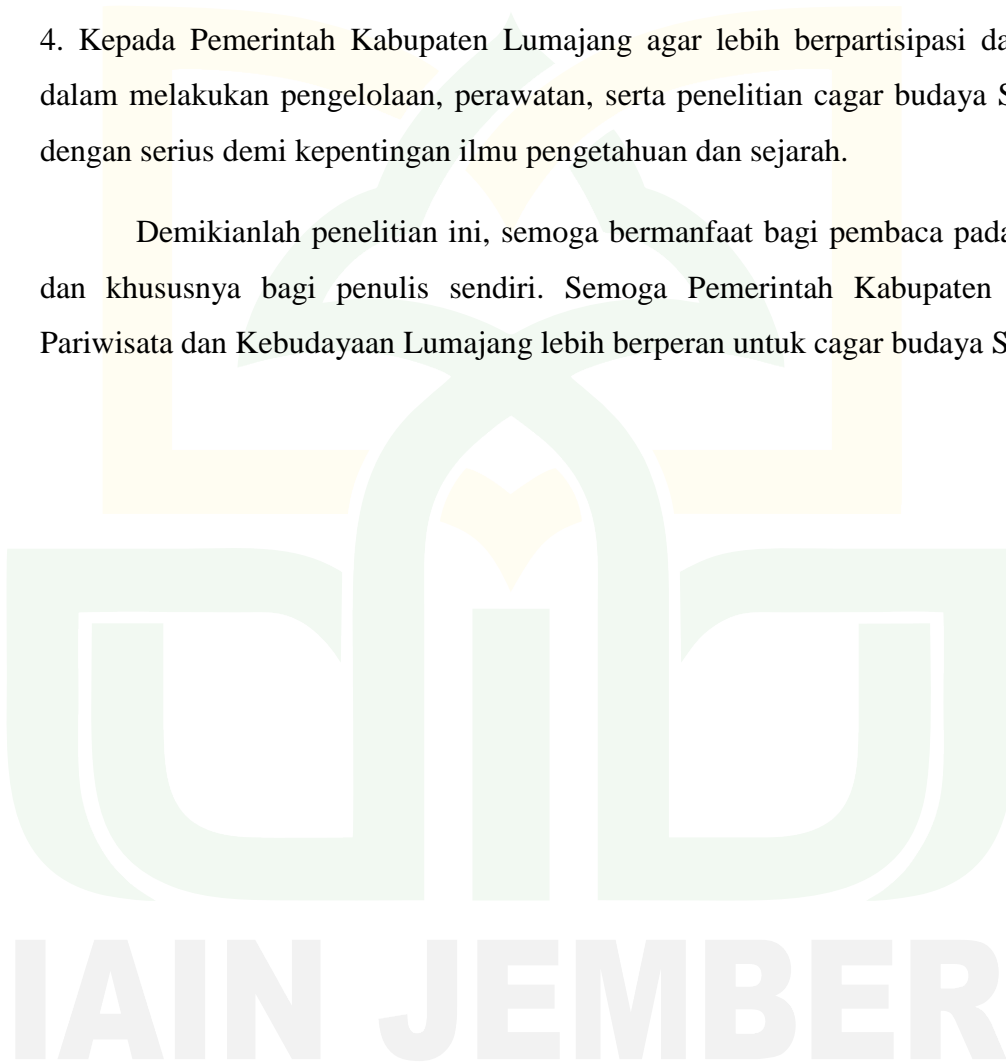 4. Kepada Pemerintah Kabupaten Lumajang agar lebih berpartisipasi
dalam melakukan pengelolaan, perawatan, serta penelitian cagar budaya
dengan serius demi kepentingan ilmu pengetahuan dan sejarah.
Demikianlah penelitian ini, semoga bermanfaat bagi pembaca pada
dan khususnya bagi penulis sendiri. Semoga Pemerintah Kabupaten
Pariwisata dan Kebudayaan Lumajang lebih berperan untuk cagar budaya
IAIN JEMBER